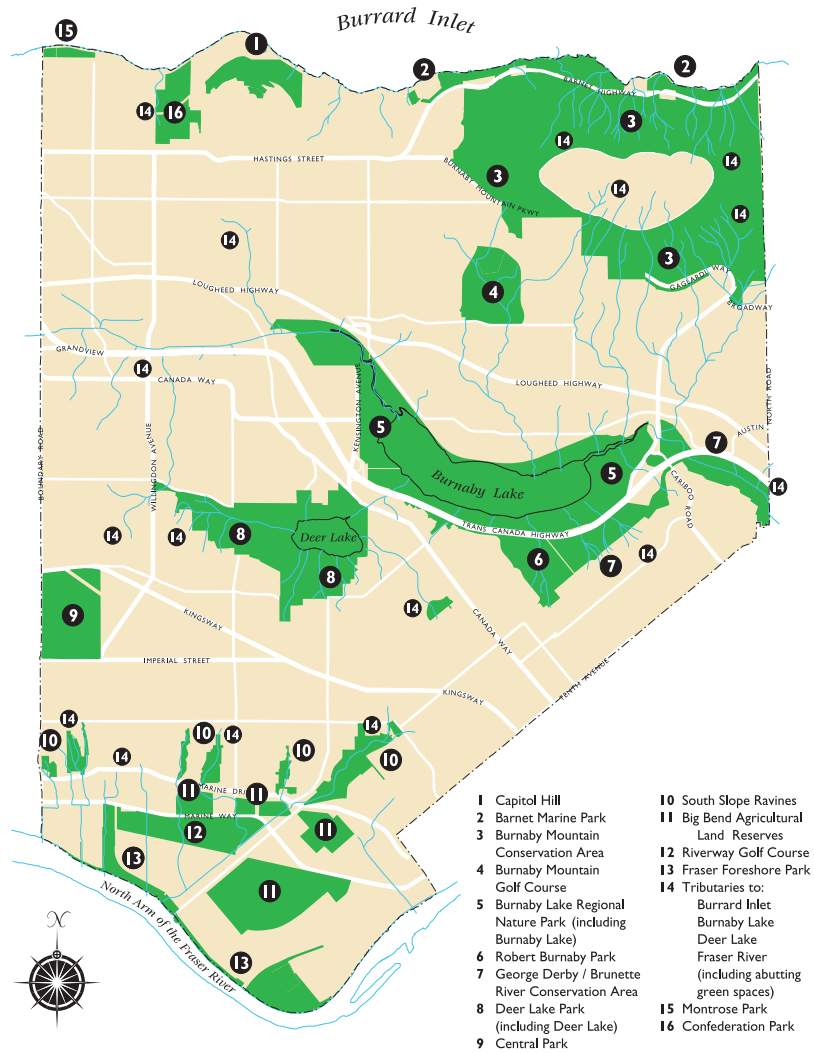 Burrard Inlet
15
1
2
2
BARNET HIGHWAY
14
16
3
14
14
HASTINGS STREET
BURNABY MOUNTAIN PKWY
3
14
14
14
3
GAGLARDI WAY
BROADWAY
LOUGHEED HIGHWAY
4
GRANDVIEW
14
CANADA WAY
LOUGHEED HIGHWAY
KENSINGTON AVENUE
NORTH ROAD
AUSTIN
BOUNDARY ROAD
WILLINGDON AVENUE
5
7
5
Burnaby Lake
CARIBOO ROAD
14
TRANS CANADA HIGHWAY
14
14
8
Deer Lake
6
7
14
8
9
14
KINGSWAY
CANADA WAY
IMPERIAL STREET
KINGSWAY
TENTH AVENUE
14
10
10
14
14
14
10
10
MARINE DRI
11
11
MARINE WAY
12
11
13
11
North Arm of the Fraser River
13
N
1 Capitol Hill
2 Barnet Marine Park
3 Burnaby Mountain
Conservation Area
4 Burnaby Mountain
Golf Course
5 Burnaby Lake Regional
Nature Park (including
Burnaby Lake)
6 Robert Burnaby Park
7 George Derby / Brunette
River Conservation Area
8 Deer Lake Park
(including Deer Lake)
9 Central Park
10 South Slope Ravines
11 Big Bend Agricultural
Land Reserves
12 Riverway Golf Course
13 Fraser Foreshore Park
14 Tributaries to:
Burrard Inlet
Burnaby Lake
Deer Lake
Fraser River
(including abutting
green spaces)
15 Montrose Park
16 Confederation Park